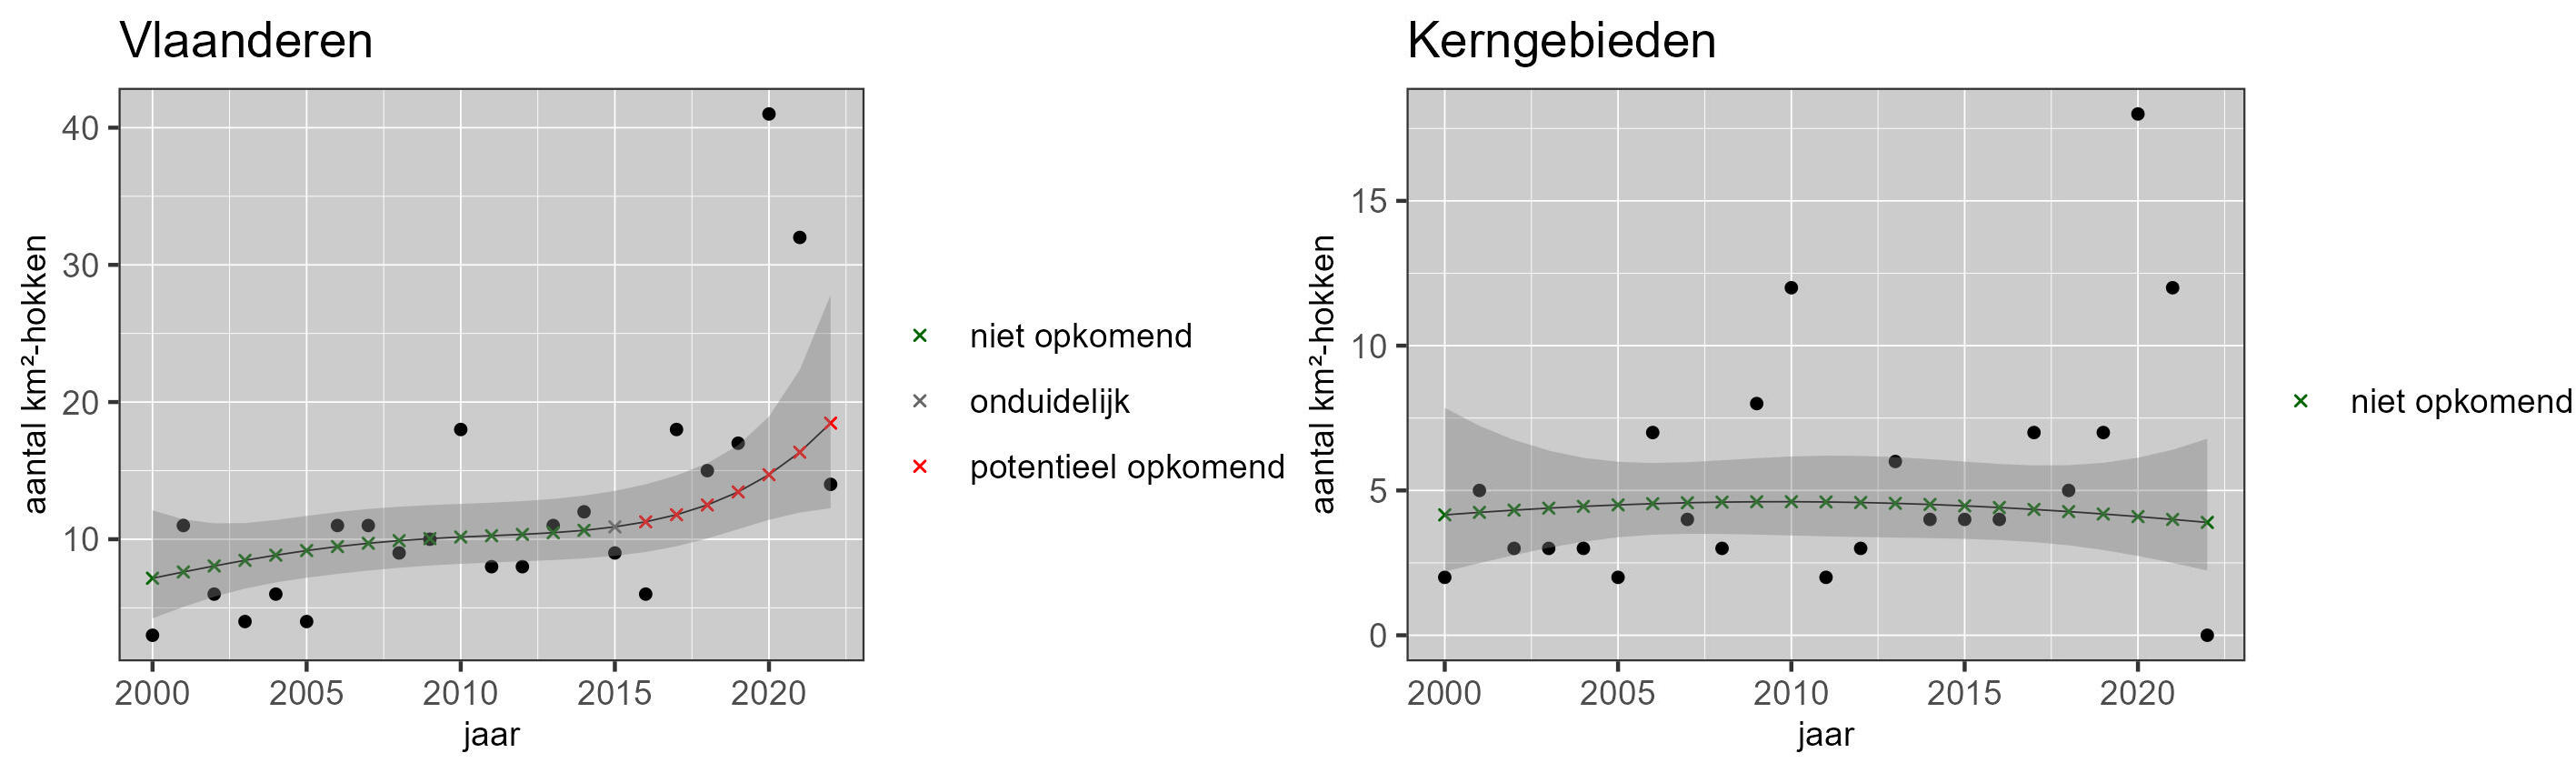 Vlaanderen
40
30
20
10
aantal km²-hokken
2000 2005 2010 2015 2020
jaar
niet opkomend
onduidelijk
potentieel opkomend
Kerngebieden
15
10
5
0
aantal km²-hokken
2000 2005 2010 2015 2020
jaar
niet opkomend